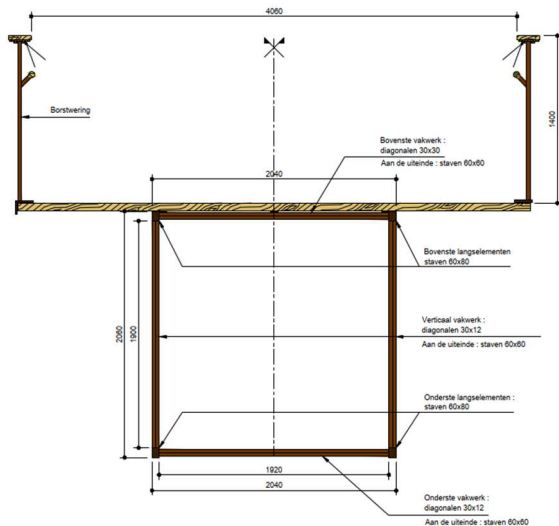 4060
Borstwering
1400
Bovenste vakwerk :
diagonalen 30x30
Aan de uiteinde : staven 60x60
2040
Bovenste langselementen
staven 60x80
2060
1900
Verticaal vakwerk :
diagonalen 30x12
Aan de uiteinde : staven 60x60
Onderste langselementen :
staven 60x80
1920
2040
Onderste vakwerk :
diagonalen 30x12
Aan de uiteinde : staven 60x60